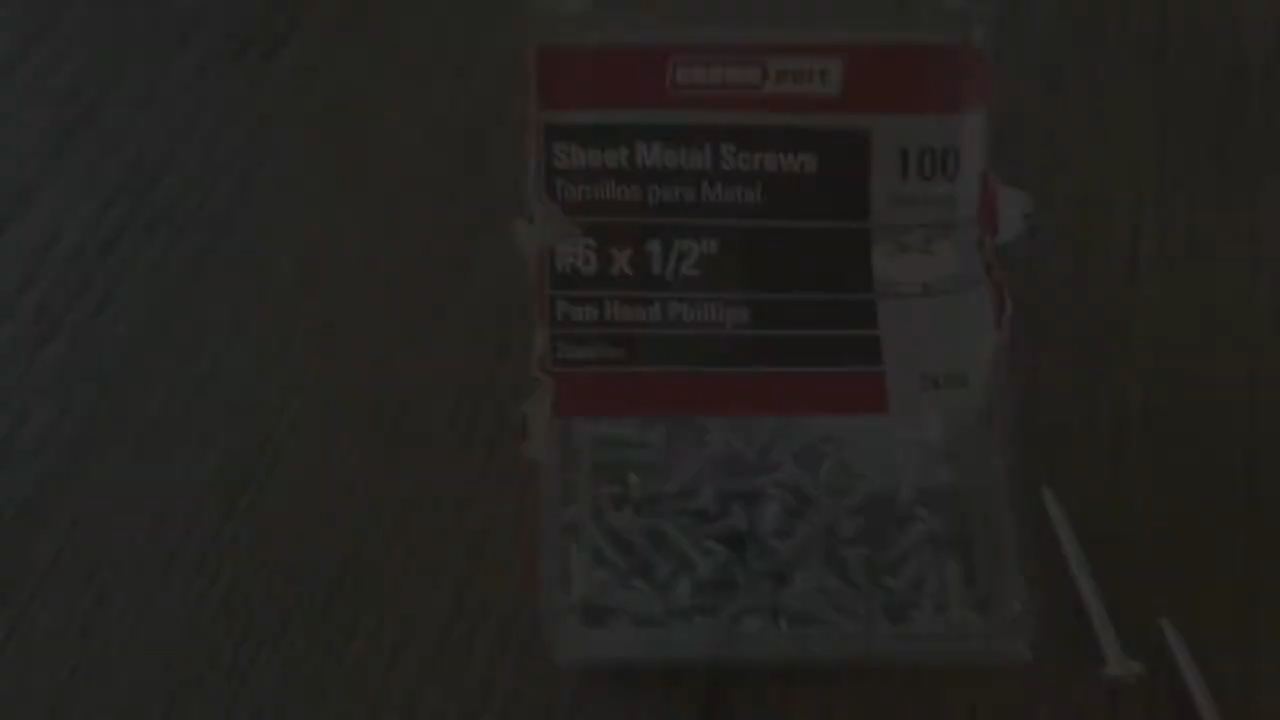 Sheet Metal Screws
Tornillos para Metal
100
#6 x 1/2"
Pan Head Phillips